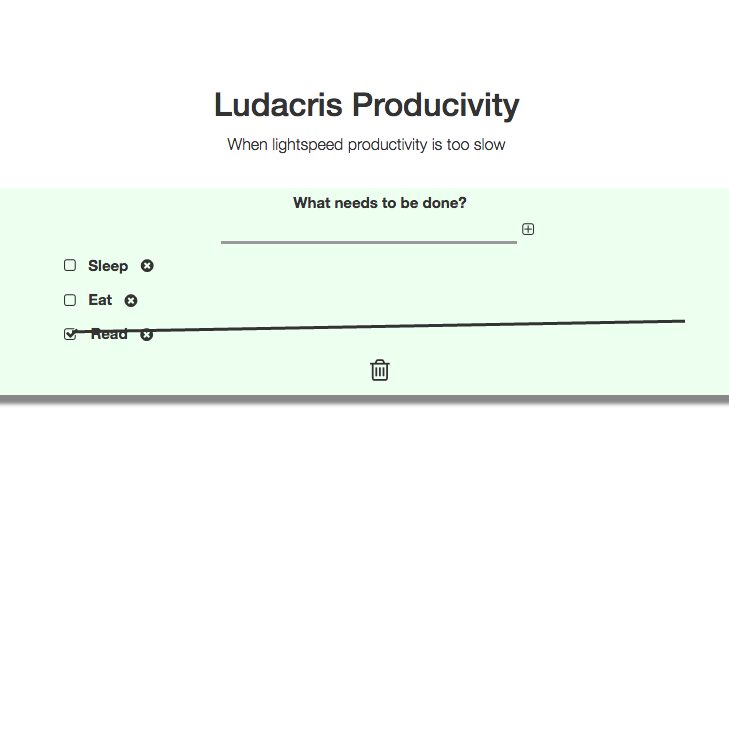 Ludacris Producivity
When lightspeed productivity is too slow
What needs to be done?
Sleep
Eat
Read